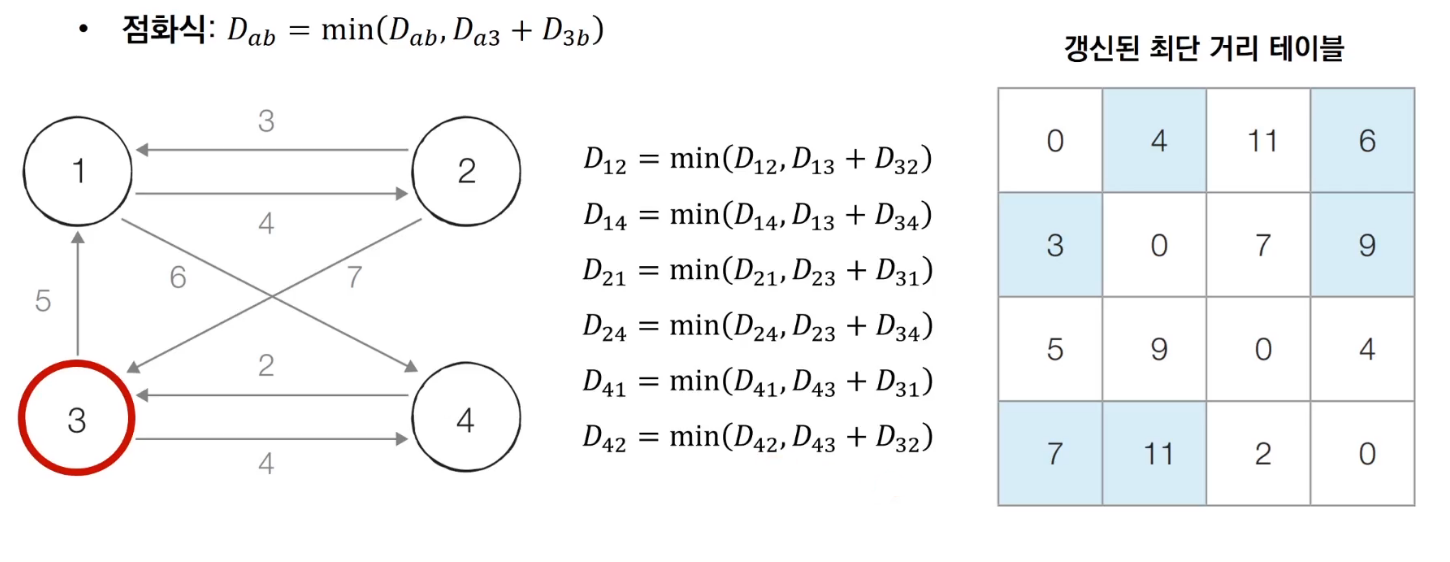 • 점화식: D_ab = min(D_ab, D_a3 + D_3b)
갱신된 최단 거리 테이블
3
1
2
4
6
7
5
2
3
4
4
D_12 = min(D_12, D_13 + D_32)
D_14 = min(D_14, D_13 + D_34)
D_21 = min(D_21, D_23 + D_31)
D_24 = min(D_24, D_23 + D_34)
D_41 = min(D_41, D_43 + D_31)
D_42 = min(D_42, D_43 + D_32)
0 4 11 6
3 0 7 9
5 9 0 4
7 11 2 0